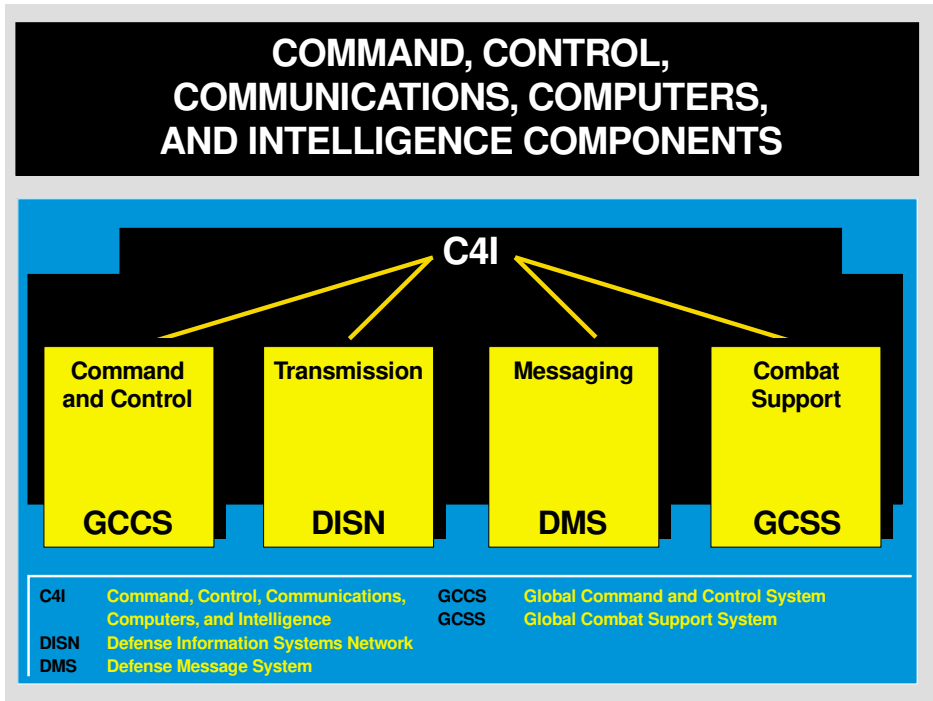 COMMAND, CONTROL,
COMMUNICATIONS, COMPUTERS,
AND INTELLIGENCE COMPONENTS
C4I
Command
and Control
GCCS
Transmission
DISN
Messaging
DMS
Combat
Support
GCSS
C4I Command, Control, Communications,
Computers, and Intelligence
DISN Defense Information Systems Network
DMS Defense Message System
GCCS Global Command and Control System
GCSS Global Combat Support System